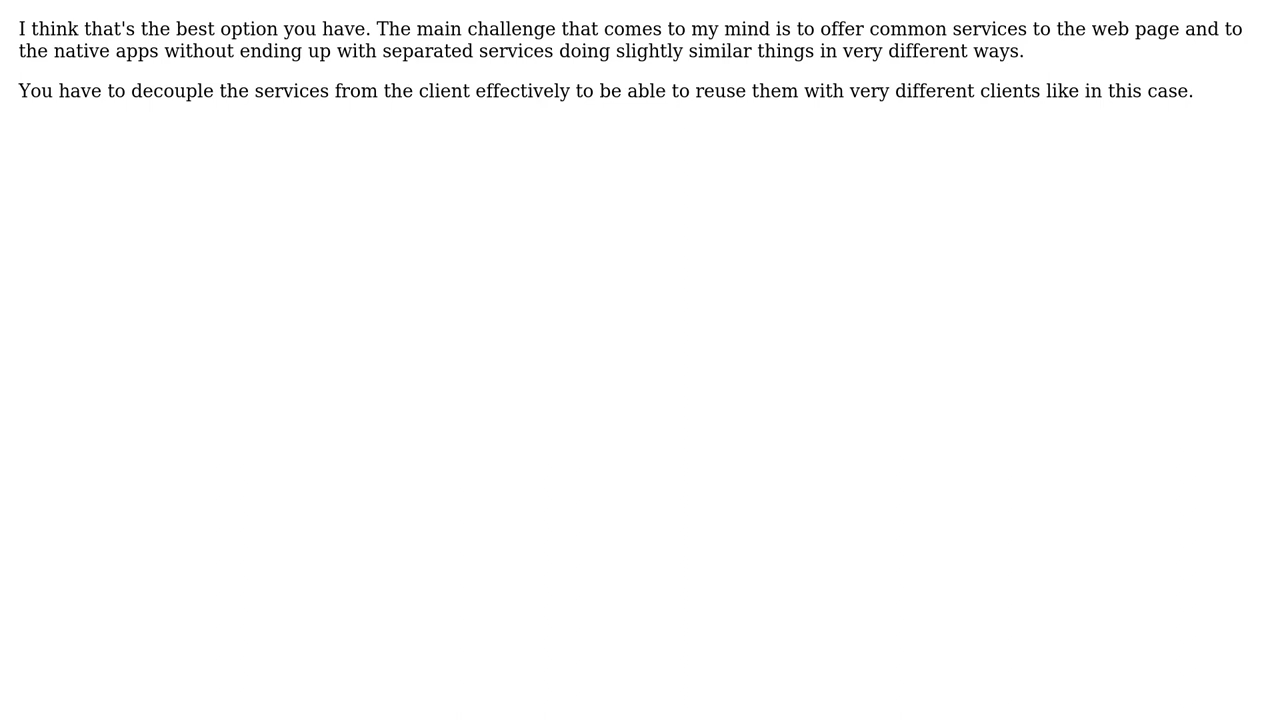 I think that's the best option you have. The main challenge that comes to my mind is to offer common services to the web page and to
the native apps without ending up with separated services doing slightly similar things in very different ways.
You have to decouple the services from the client effectively to be able to reuse them with very different clients like in this case.